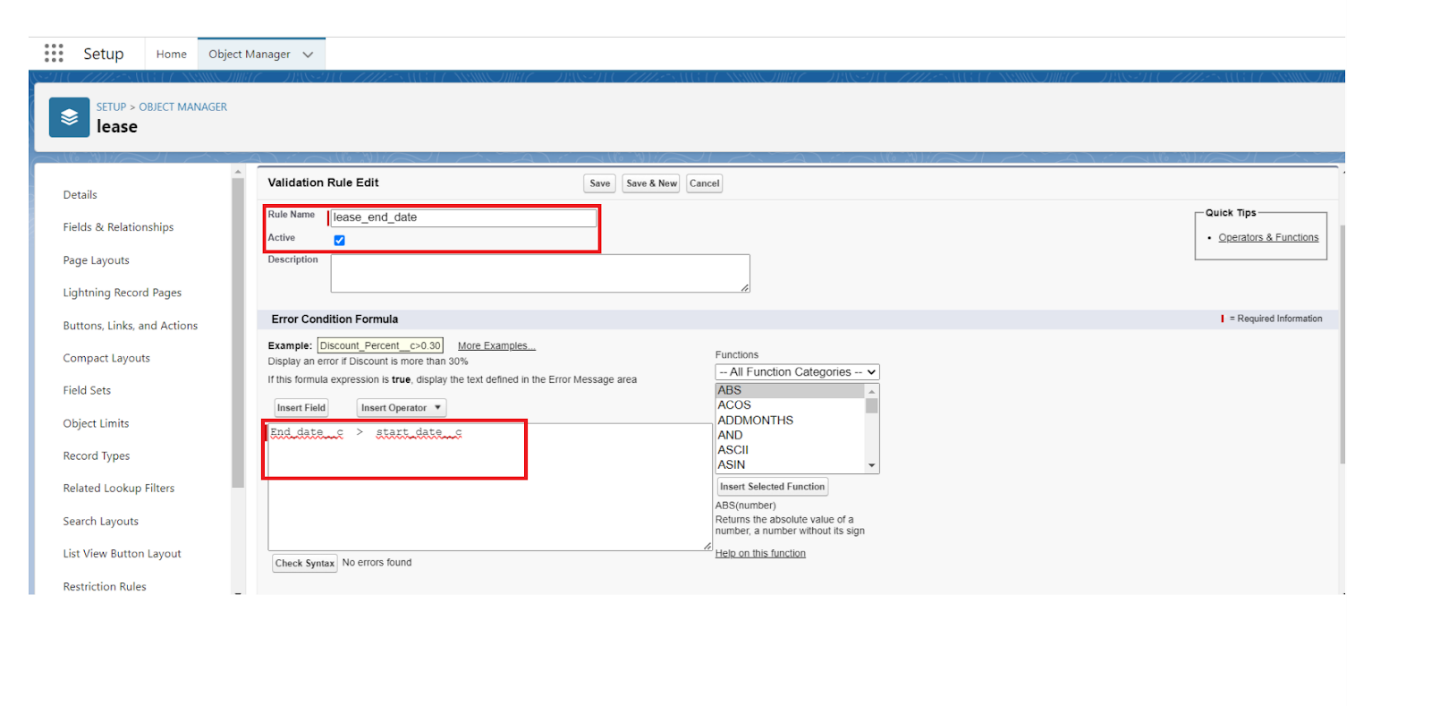 Setup Home Object Manager
SETUP > OBJECT MANAGER
lease
Details
Fields & Relationships
Page Layouts
Lightning Record Pages
Buttons, Links, and Actions
Compact Layouts
Field Sets
Object Limits
Record Types
Related Lookup Filters
Search Layouts
List View Button Layout
Restriction Rules
Validation Rule Edit Save Save & New Cancel
Rule Name lease_end_date
Active
Description
Quick Tips
• Operators & Functions
Error Condition Formula = Required Information
Example: Discount_Percent__c>0.30 More Examples...
Display an error if Discount is more than 30%
If this formula expression is true, display the text defined in the Error Message area
Insert Field Insert Operator
End_date__c > start_date__c
Check Syntax No errors found
Functions
-- All Function Categories --
ABS
ACOS
ADDMONTHS
AND
ASCII
ASIN
Insert Selected Function
ABS(number)
Returns the absolute value of a
number, a number without its sign
Help on this function